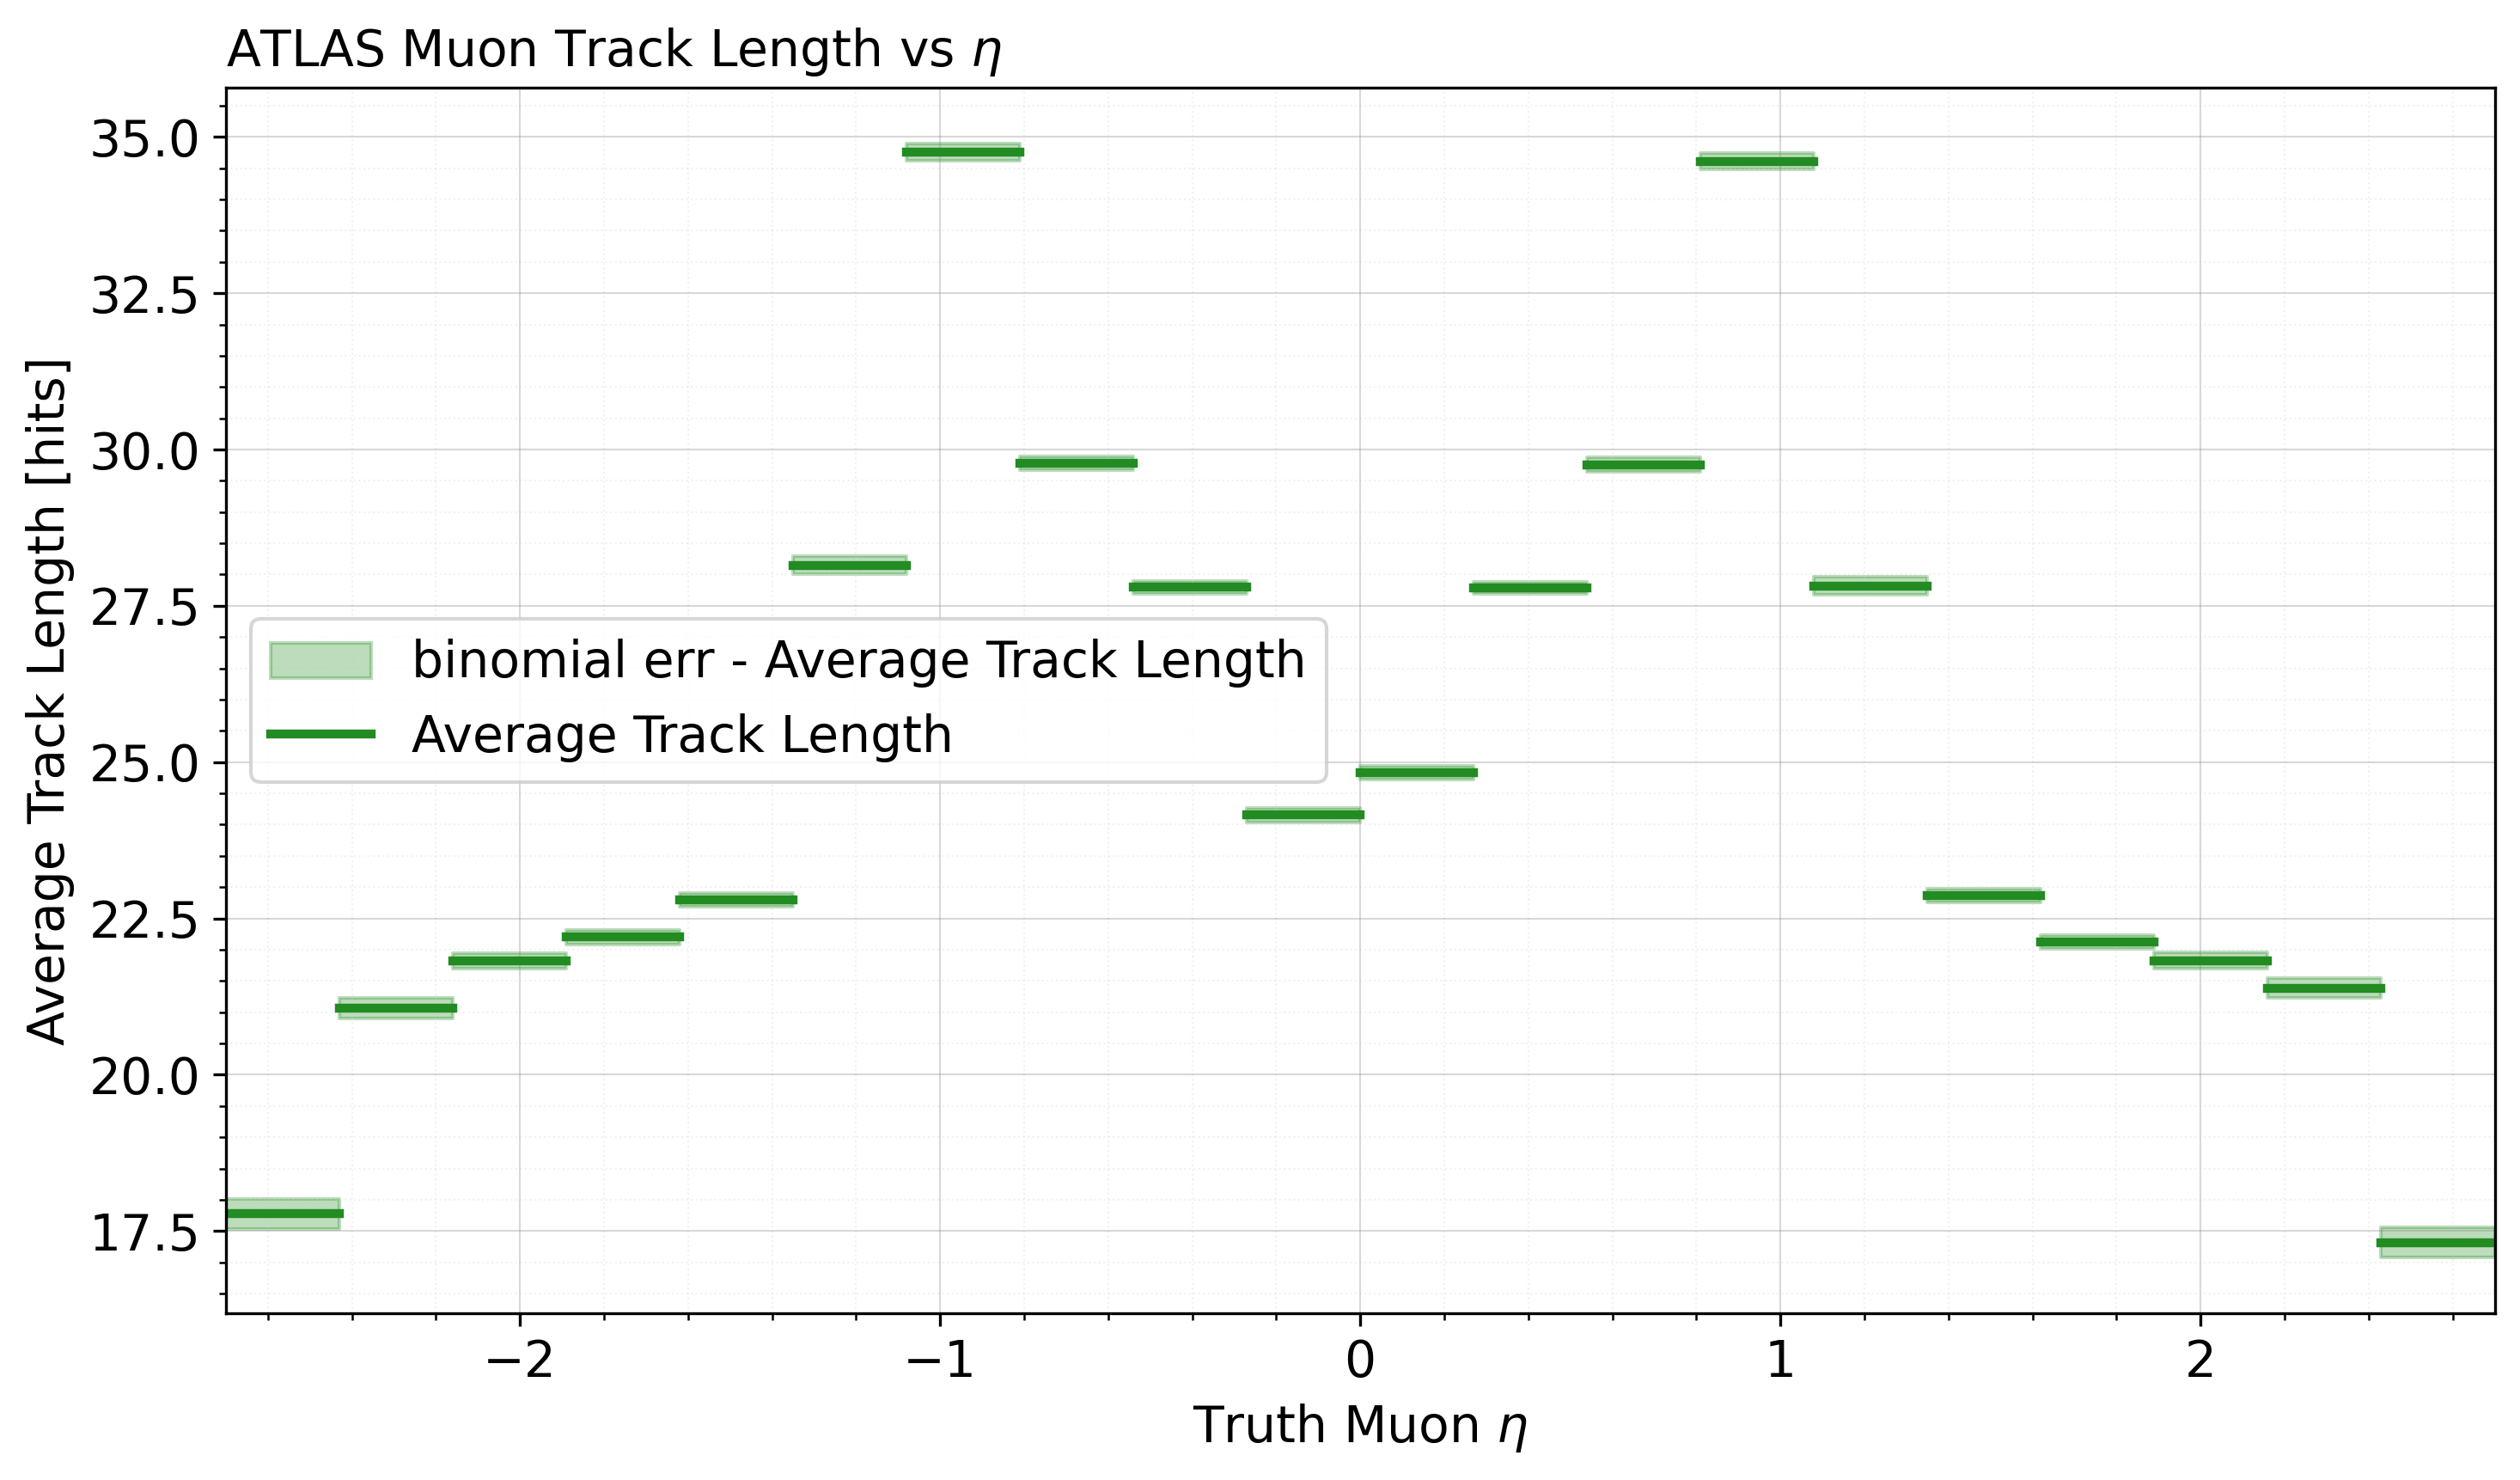 ATLAS Muon Track Length vs η
35.0
32.5
30.0
27.5
25.0
22.5
20.0
17.5
Average Track Length [hits]
binomial err - Average Track Length
Average Track Length
−2 −1 0 1 2
Truth Muon η